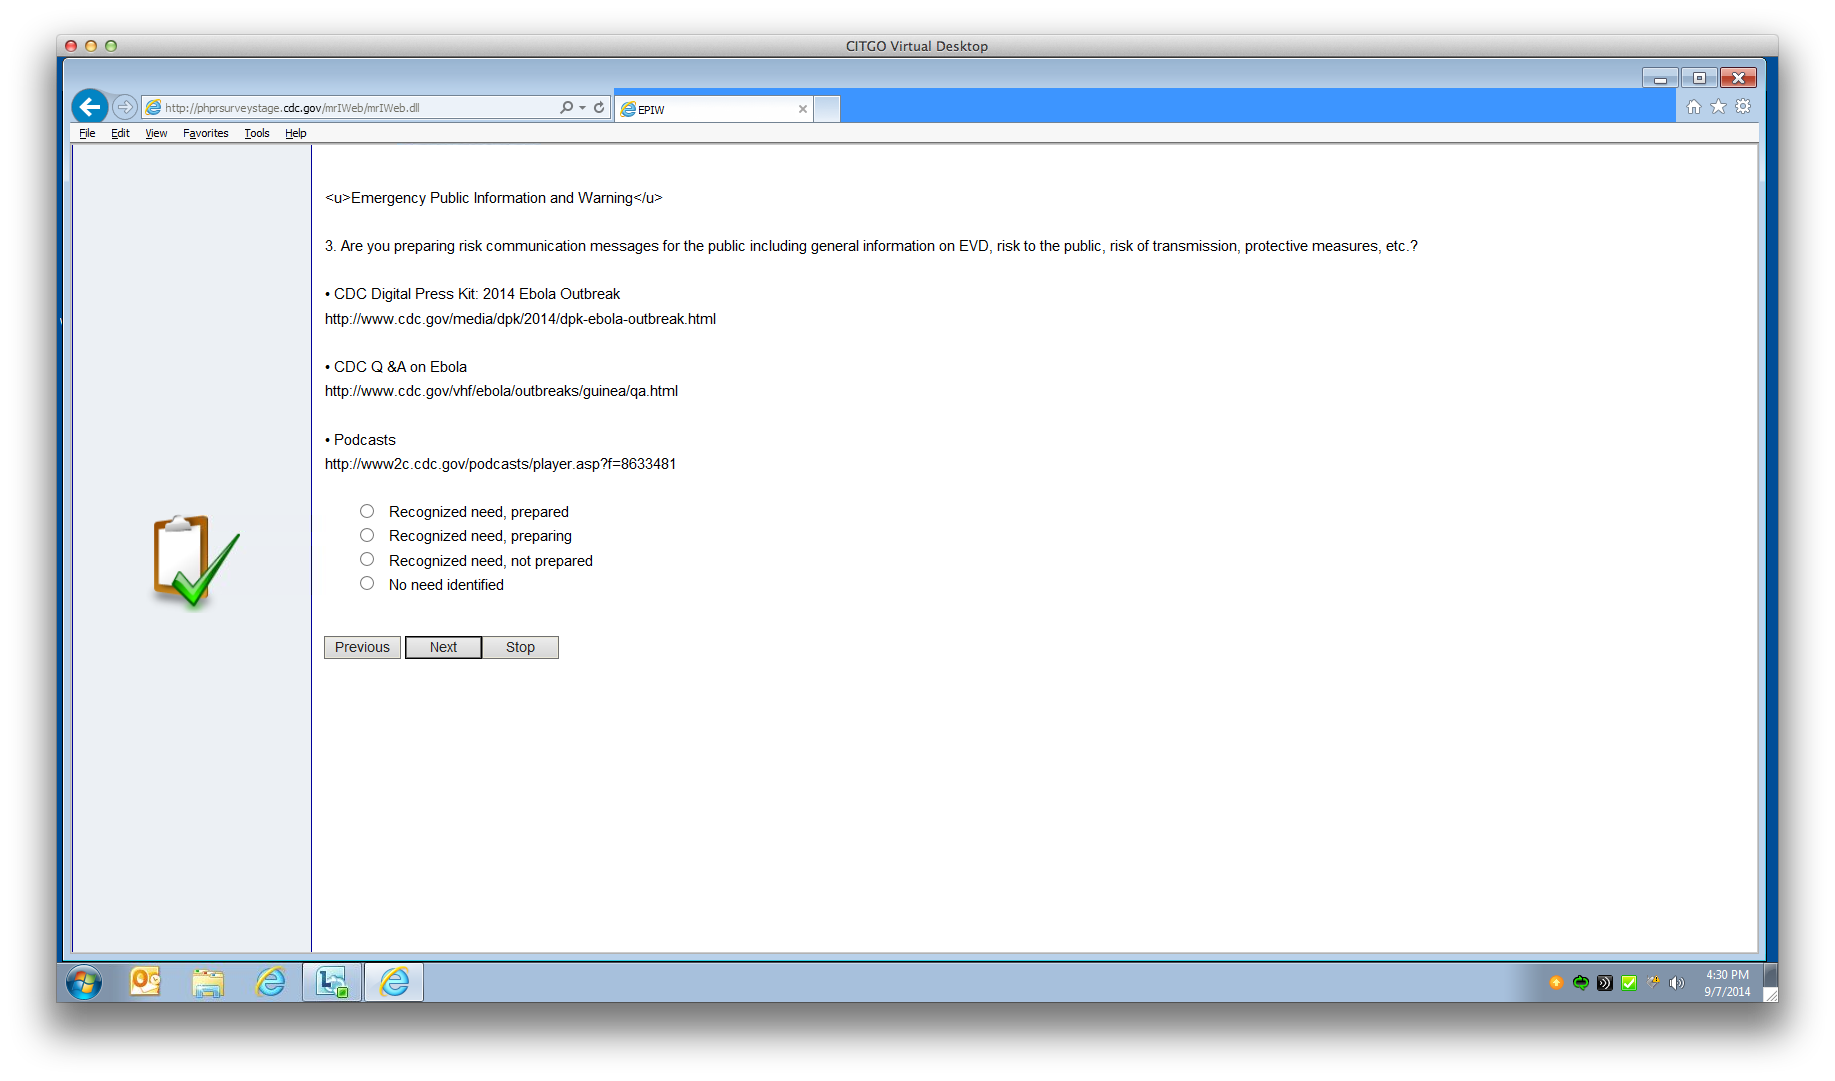 CITGO Virtual Desktop
http://phprsurveystage.cdc.gov/mrIWeb/mrIWeb.dll
EPIW
File Edit View Favorites Tools Help
<u>Emergency Public Information and Warning</u>
3. Are you preparing risk communication messages for the public including general information on EVD, risk to the public, risk of transmission, protective measures, etc.?
• CDC Digital Press Kit: 2014 Ebola Outbreak
http://www.cdc.gov/media/dpk/2014/dpk-ebola-outbreak.html
• CDC Q &A on Ebola
http://www.cdc.gov/vhf/ebola/outbreaks/guinea/qa.html
• Podcasts
http://www2c.cdc.gov/podcasts/player.asp?f=8633481
Recognized need, prepared
Recognized need, preparing
Recognized need, not prepared
No need identified
Previous Next Stop
4:30 PM
9/7/2014